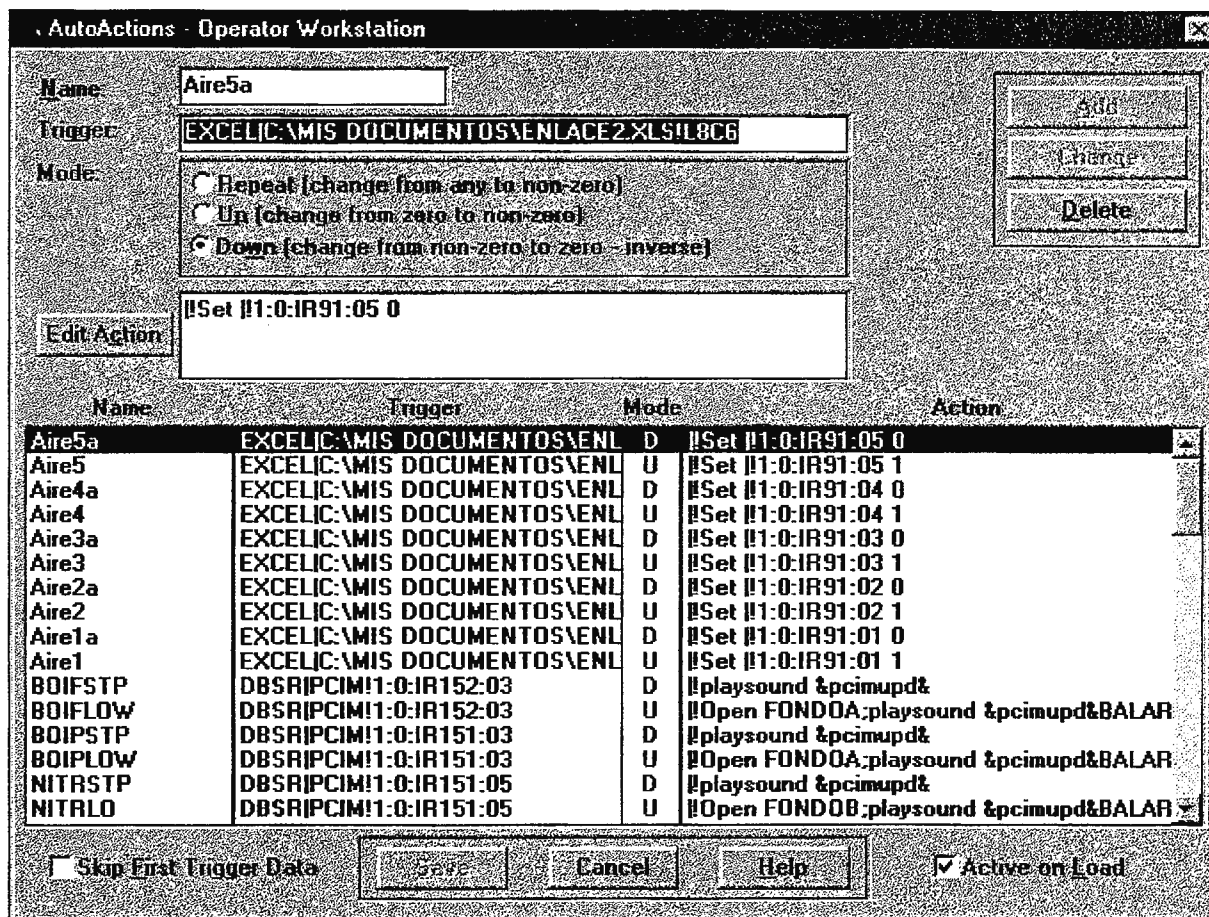 AutoActions - Operator Workstation
Name: Aire5a
Add
Trigger: EXCEL|C:\MIS DOCUMENTOS\ENLACE2.XLS!L8C6
Change
Mode:
Repeat (change from any to non-zero)
Up (change from zero to non-zero)
Delete
Down (change from non-zero to zero - inverse)
Edit Action
|!Set |!1:0:IR91:05 0
Name Trigger Mode Action
Aire5a EXCEL|C:\MIS DOCUMENTOS\ENL D |!Set |!1:0:IR91:05 0
Aire5 EXCEL|C:\MIS DOCUMENTOS\ENL U |!Set |!1:0:IR91:05 1
Aire4a EXCEL|C:\MIS DOCUMENTOS\ENL D |!Set |!1:0:IR91:04 0
Aire4 EXCEL|C:\MIS DOCUMENTOS\ENL U |!Set |!1:0:IR91:04 1
Aire3a EXCEL|C:\MIS DOCUMENTOS\ENL D |!Set |!1:0:IR91:03 0
Aire3 EXCEL|C:\MIS DOCUMENTOS\ENL U |!Set |!1:0:IR91:03 1
Aire2a EXCEL|C:\MIS DOCUMENTOS\ENL D |!Set |!1:0:IR91:02 0
Aire2 EXCEL|C:\MIS DOCUMENTOS\ENL U |!Set |!1:0:IR91:02 1
Aire1a EXCEL|C:\MIS DOCUMENTOS\ENL D |!Set |!1:0:IR91:01 0
Aire1 EXCEL|C:\MIS DOCUMENTOS\ENL U |!Set |!1:0:IR91:01 1
BOIFSTP DBSR|PCIM!1:0:IR152:03 D |!playsound &pcimupd&
BOIFLOW DBSR|PCIM!1:0:IR152:03 U |!Open FONDOA;playsound &pcimupd&BALAR
BOIPSTP DBSR|PCIM!1:0:IR151:03 D |!playsound &pcimupd&
BOIPLOW DBSR|PCIM!1:0:IR151:03 U |!Open FONDOA;playsound &pcimupd&BALAR
NITRSTP DBSR|PCIM!1:0:IR151:05 D |!playsound &pcimupd&
NITRLO DBSR|PCIM!1:0:IR151:05 U |!Open FONDOB;playsound &pcimupd&BALAR
Skip First Trigger Data Save Cancel Help Active on Load